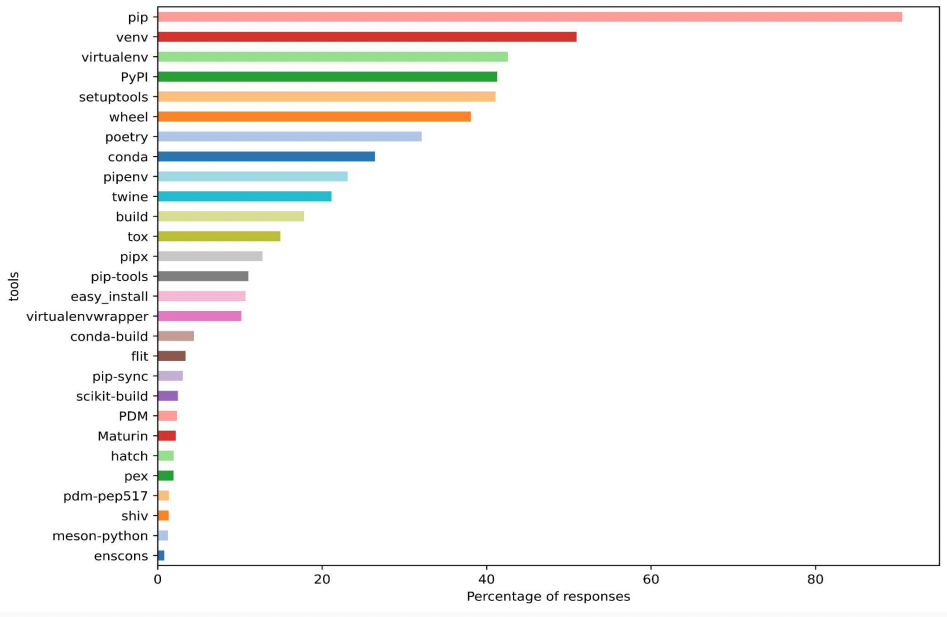 pip
venv
virtualenv
PyPI
setuptools
wheel
poetry
conda
pipenv
twine
build
tox
pipx
pip-tools
easy_install
virtualenvwrapper
conda-build
flit
pip-sync
scikit-build
PDM
Maturin
hatch
pex
pdm-pep517
shiv
meson-python
enscons
tools
0 20 40 60 80
Percentage of responses